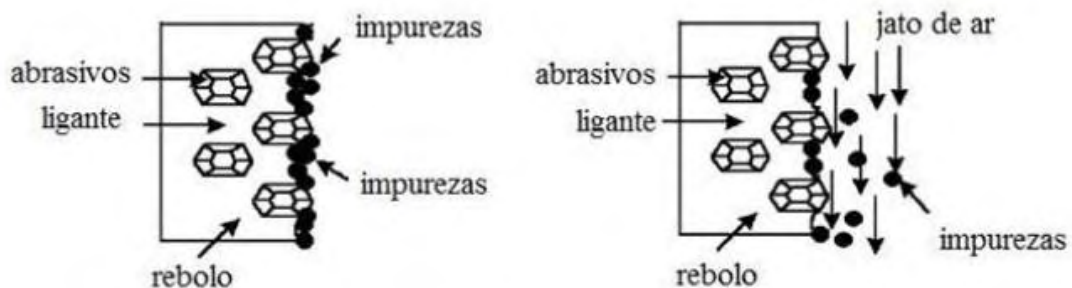 impurezas
abrasivos
ligante
impurezas
rebolo
jato de ar
abrasivos
ligante
impurezas
rebolo